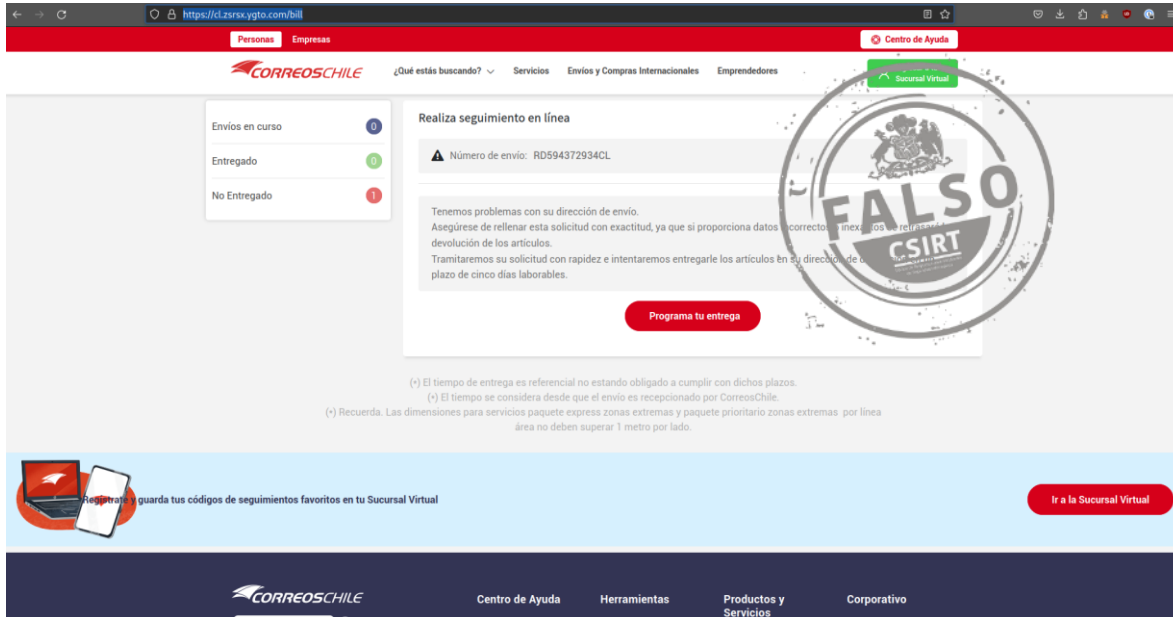 https://cl.zsrsx.ygto.com/bill
Personas Empresas Centro de Ayuda
CORREOSCHILE ¿Qué estás buscando? Servicios Envíos y Compras Internacionales Emprendedores
Sucursal Virtual
Envíos en curso 0
Entregado 0
No Entregado 1
Realiza seguimiento en línea
Número de envío: RD594372934CL
Tenemos problemas con su dirección de envío.
Asegúrese de rellenar esta solicitud con exactitud, ya que si proporciona datos
devolución de los artículos.
Tramitaremos su solicitud con rapidez e intentaremos entregarle los artículos en su dirección de
plazo de cinco días laborables.
Programa tu entrega
FALSO
CSIRT
(•) El tiempo de entrega es referencial no estando obligado a cumplir con dichos plazos.
(•) El tiempo se considera desde que el envío es recepcionado por CorreosChile.
(•) Recuerda. Las dimensiones para servicios paquete express zonas extremas y paquete prioritario zonas extremas por línea
área no deben superar 1 metro por lado.
Regístrate y guarda tus códigos de seguimientos favoritos en tu Sucursal Virtual
Ir a la Sucursal Virtual
CORREOSCHILE Centro de Ayuda Herramientas Productos y Corporativo
Servicios